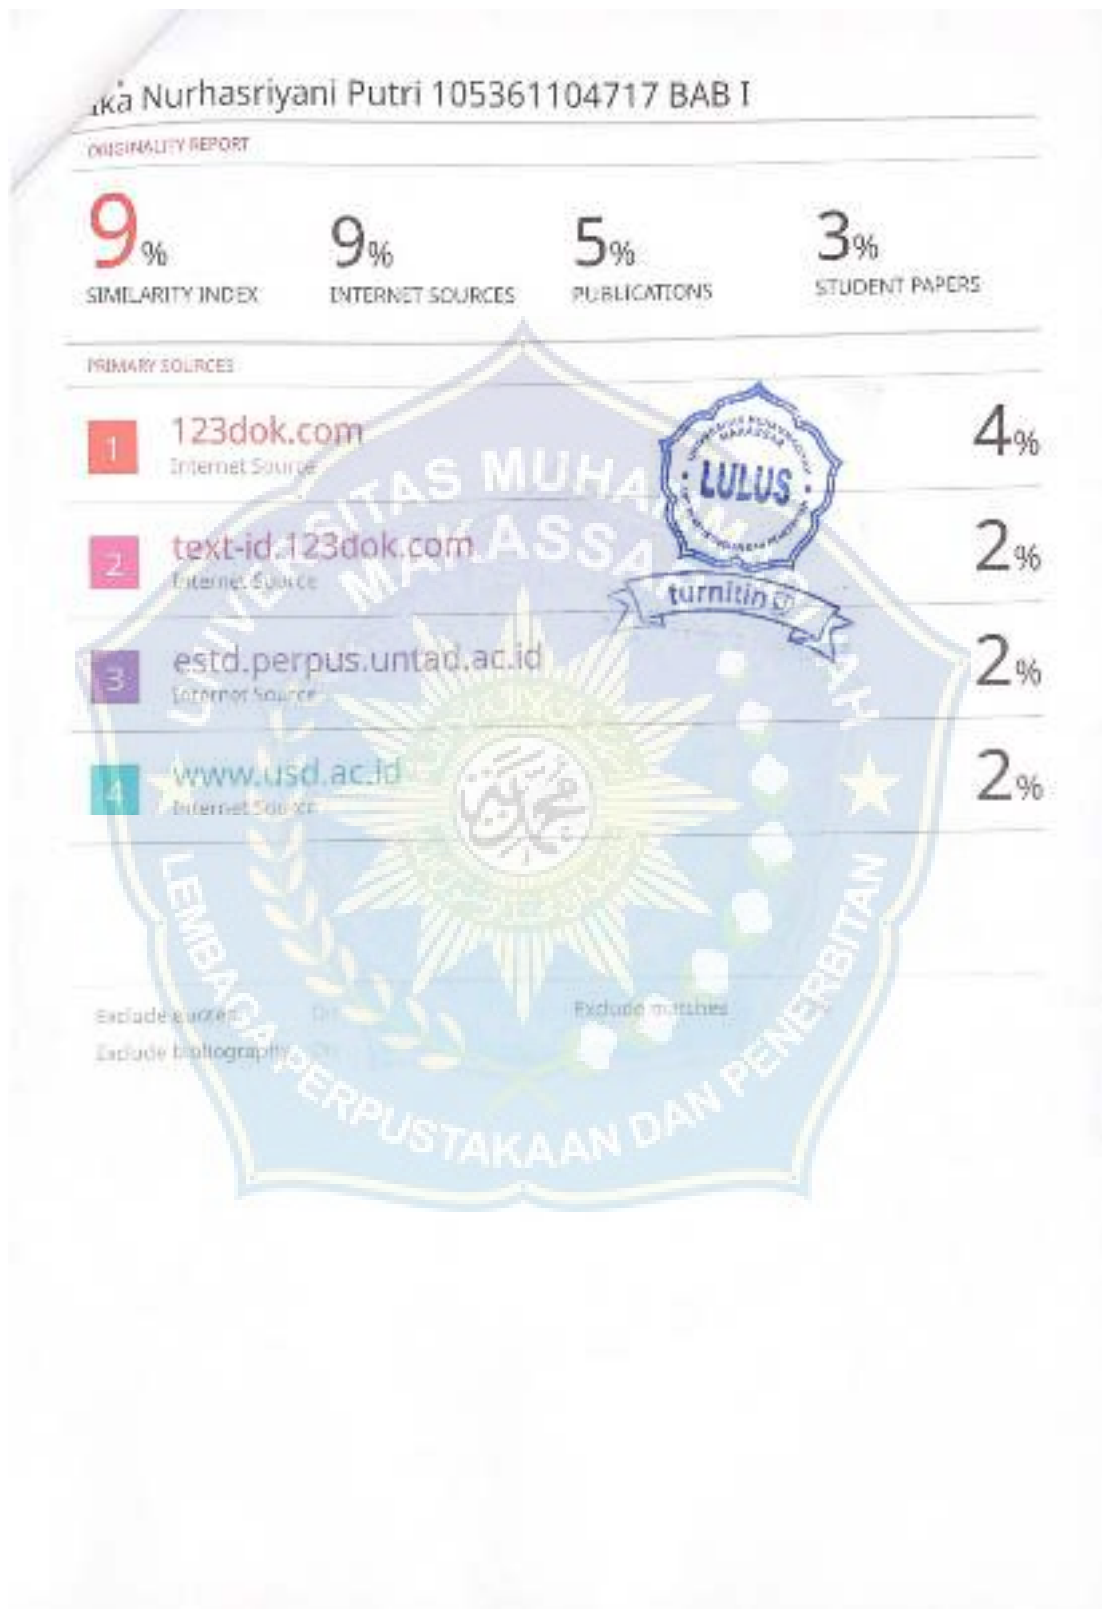 Nurhasriyani Putri 105361104717 BAB I
ORIGINALITY REPORT
9% 9% 5% 3%
SIMILARITY INDEX INTERNET SOURCES PUBLICATIONS STUDENT PAPERS
PRIMARY SOURCES
1 123dok.com 4%
Internet Source
2 text-id.123dok.com 2%
Internet Source
3 estd.perpus.untad.ac.id 2%
Internet Source
4 www.usd.ac.id 2%
Internet Source
Exclude quotes Exclude matches
Exclude bibliography
LULUS
turnitin
UNIVERSITAS
MAKASSAR
LEMBAGA PERPUSTAKAAN DAN PENERBITAN